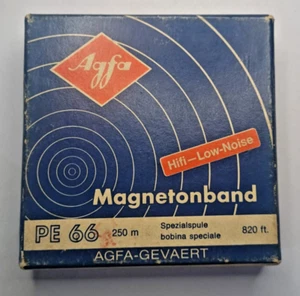 Agfa
Hifi-Low-Noise
Magnetonband
PE 66 250 m Spezialspule 820 ft.
bobina speciale
AGFA-GEVAERT